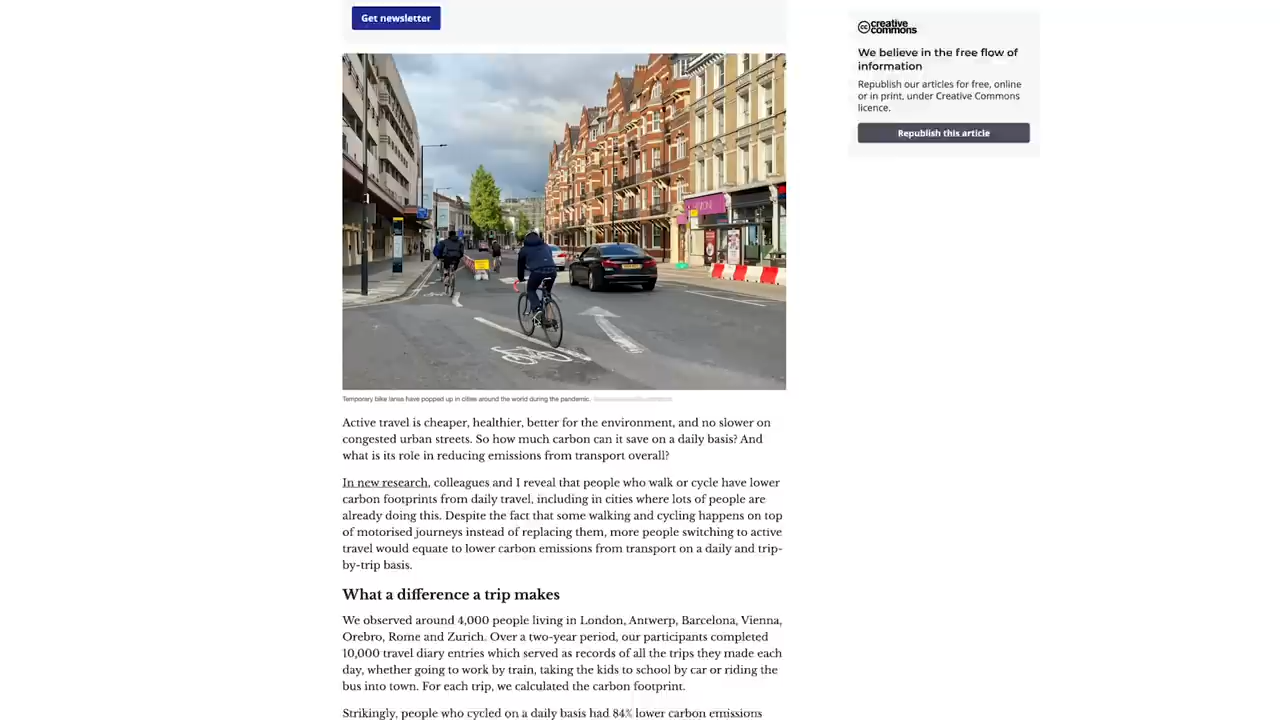 Get newsletter
creative
commons
We believe in the free flow of
information
Republish our articles for free, online
or in print, under Creative Commons
licence.
Republish this article
Temporary bike lanse have popped up in cities around the world during the pandemic.
Active travel is cheaper, healthier, better for the environment, and no slower on
congested urban streets. So how much carbon can it save on a daily basis? And
what is its role in reducing emissions from transport overall?
In new research, colleagues and I reveal that people who walk or cycle have lower
carbon footprints from daily travel, including in cities where lots of people are
already doing this. Despite the fact that some walking and cycling happens on top
of motorised journeys instead of replacing them, more people switching to active
travel would equate to lower carbon emissions from transport on a daily and trip-
by-trip basis.
What a difference a trip makes
We observed around 4,000 people living in London, Antwerp, Barcelona, Vienna,
Orebro, Rome and Zurich. Over a two-year period, our participants completed
10,000 travel diary entries which served as records of all the trips they made each
day, whether going to work by train, taking the kids to school by car or riding the
bus into town. For each trip, we calculated the carbon footprint.
Strikingly, people who cycled on a daily basis had 84% lower carbon emissions